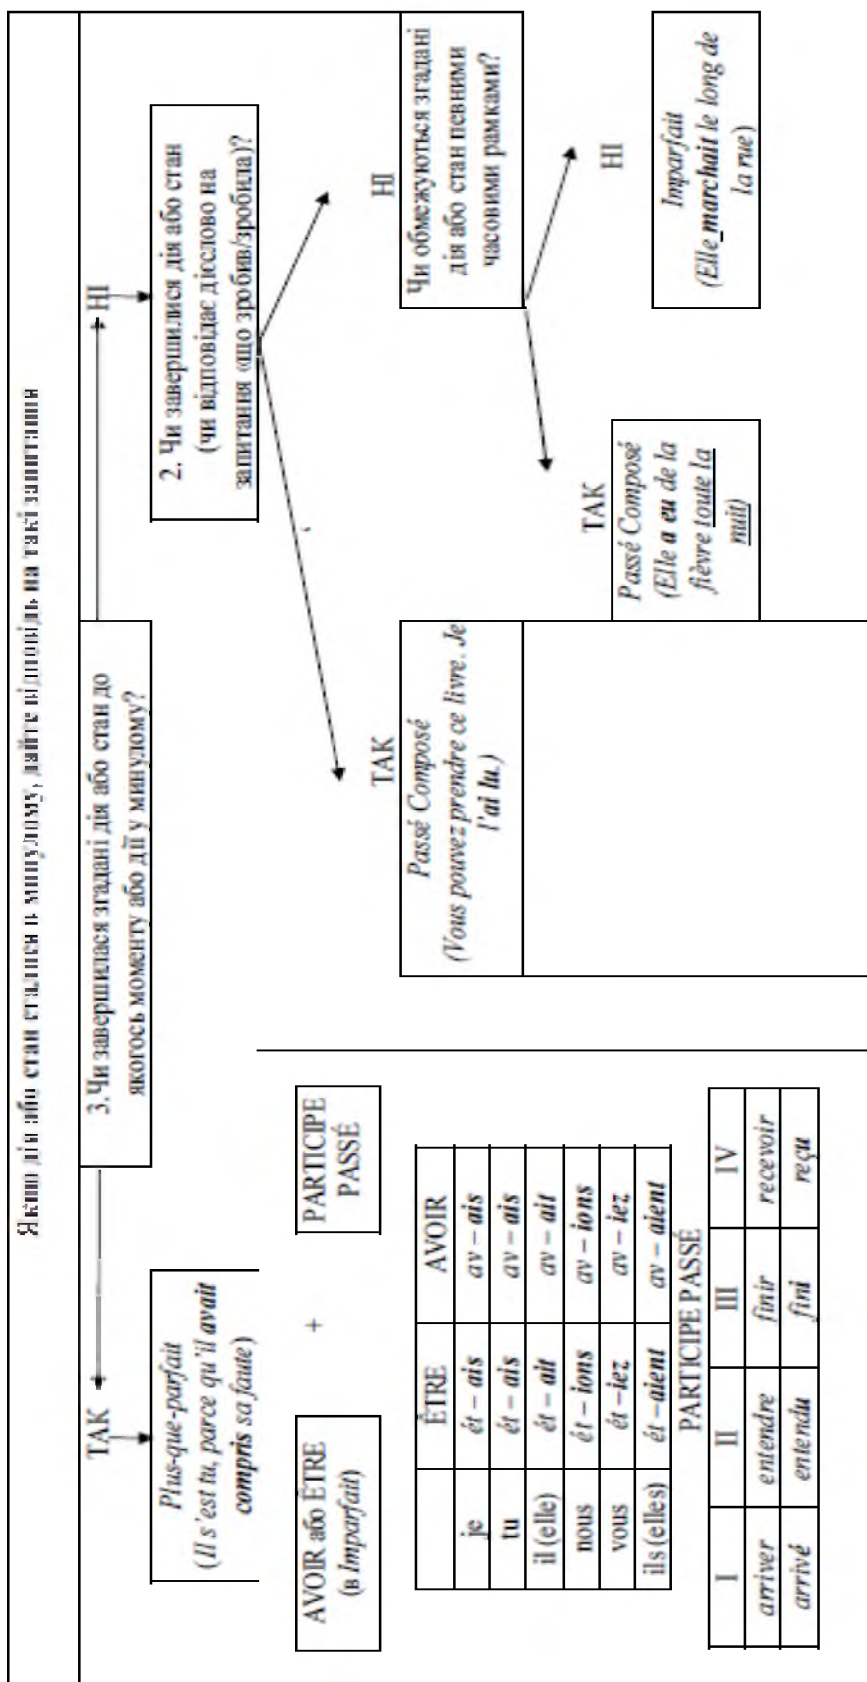 Якщо дія або стан сталися в минулому, дайте відповідь на такі запитання
3.Чи завершилася згадані дія або стан до
якогось моменту або дії у минулому?
ТАК
НІ
Plus-que-parfait
(Il s'est tu, parce qu'il avait
compris sa faute)
2. Чи завершилися дія або стан
(чи відповідає дієслово на
запитання «що зробив/зробила)?
AVOIR або ÊTRE
(в Imparfait)
+
PARTICIPE
PASSÉ
ÊTRE AVOIR
je ét – ais av – ais
tu ét – ais av – ais
il (elle) ét – ait av – ait
nous ét – ions av – ions
vous ét –iez av – iez
ils (elles) ét –aient av – aient
PARTICIPE PASSÉ
I II III IV
arriver entendre finir recevoir
arrivé entendu fini reçu
ТАК
Passé Composé
(Vous pouvez prendre ce livre. Je
l'ai lu.)
НІ
Чи обмежуються згадані
дія або стан певними
часовими рамками?
ТАК
Passé Composé
(Elle a eu de la
fièvre toute la
nuit)
НІ
Imparfait
(Elle marchait le long de
la rue)